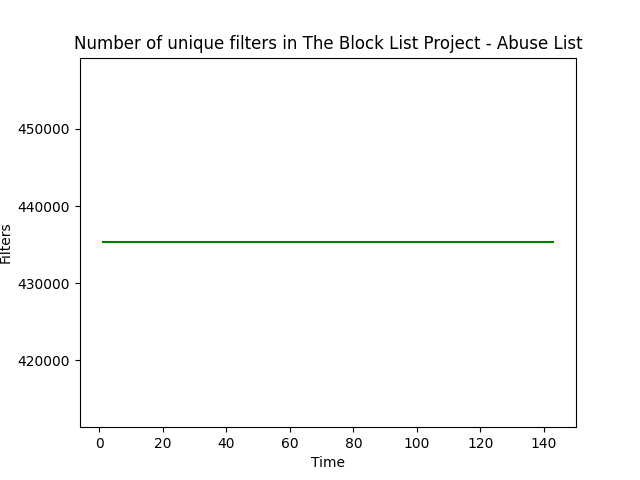 Number of unique filters in The Block List Project - Abuse List
450000
440000
430000
420000
Filters
0 20 40 60 80 100 120 140
Time